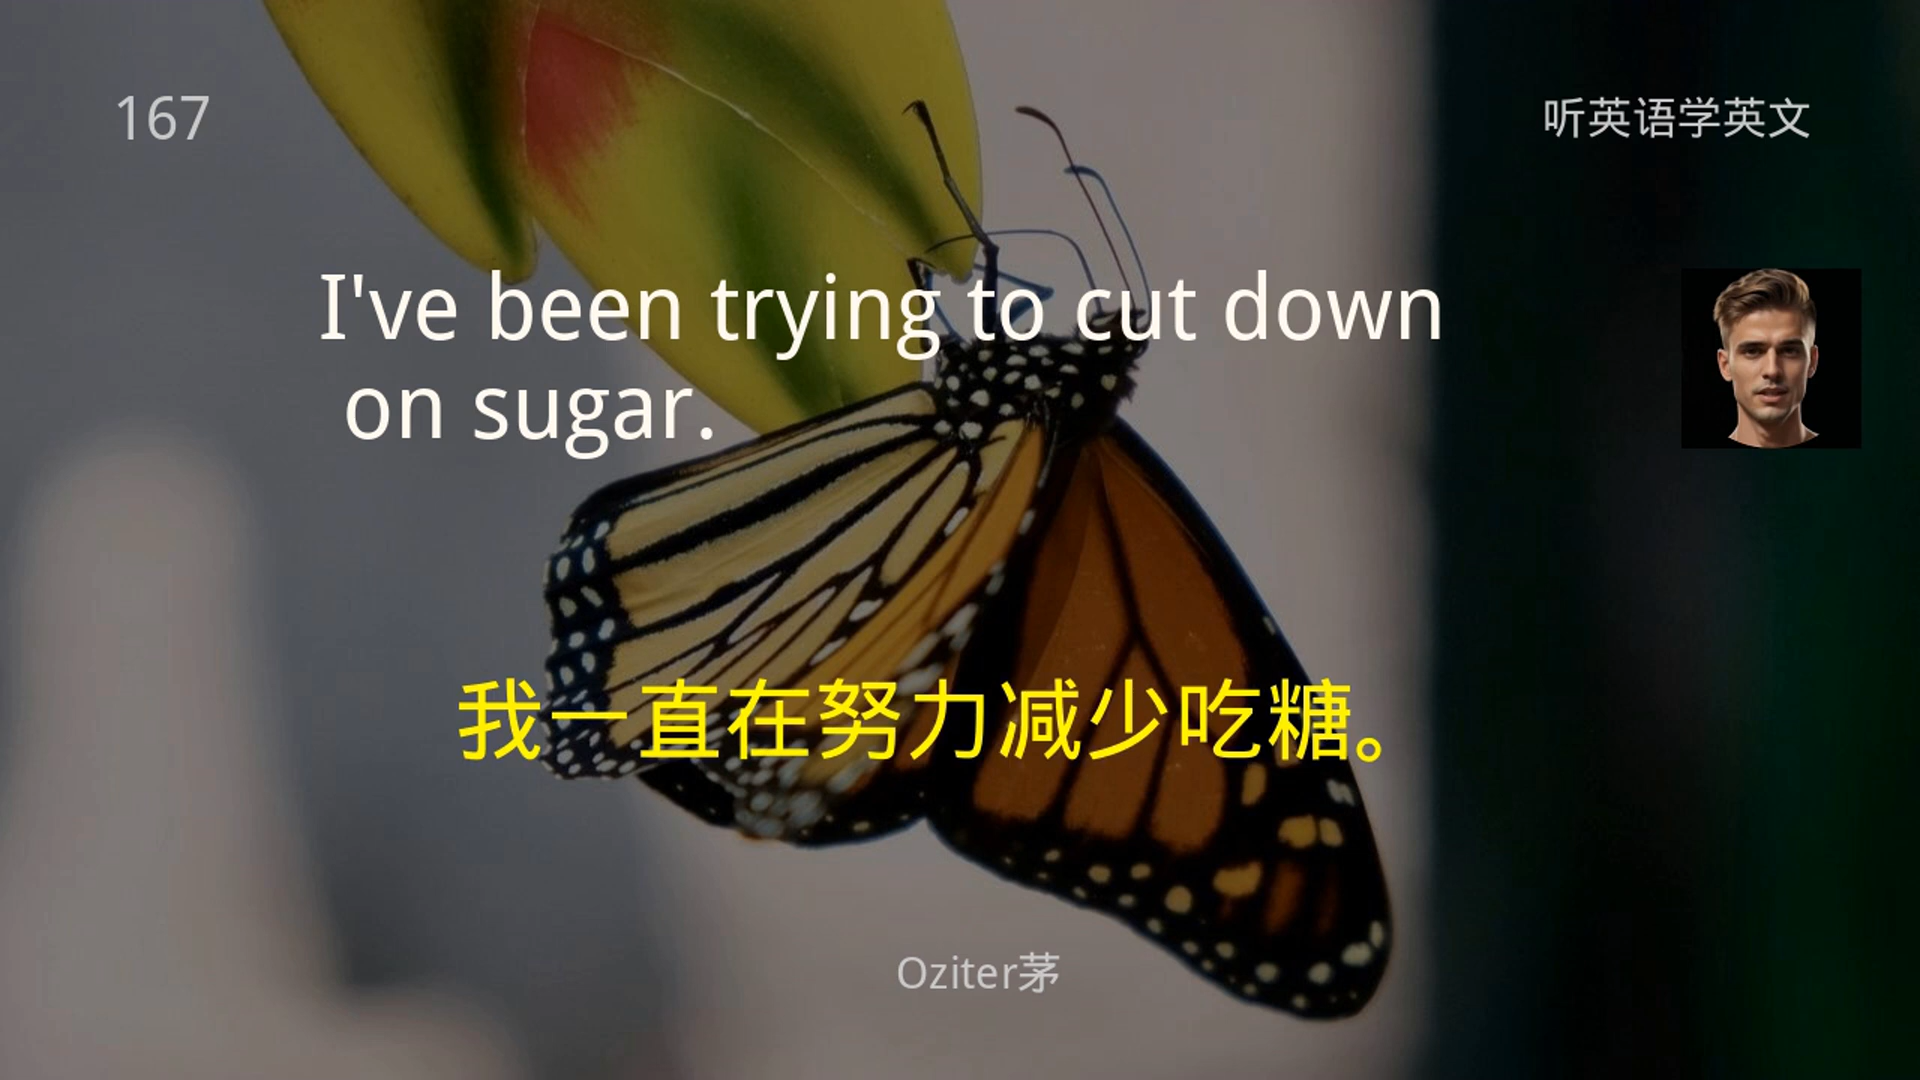 167
听英语学英文
I've been trying to cut down
on sugar.
我一直在努力减少吃糖。
Oziter茅